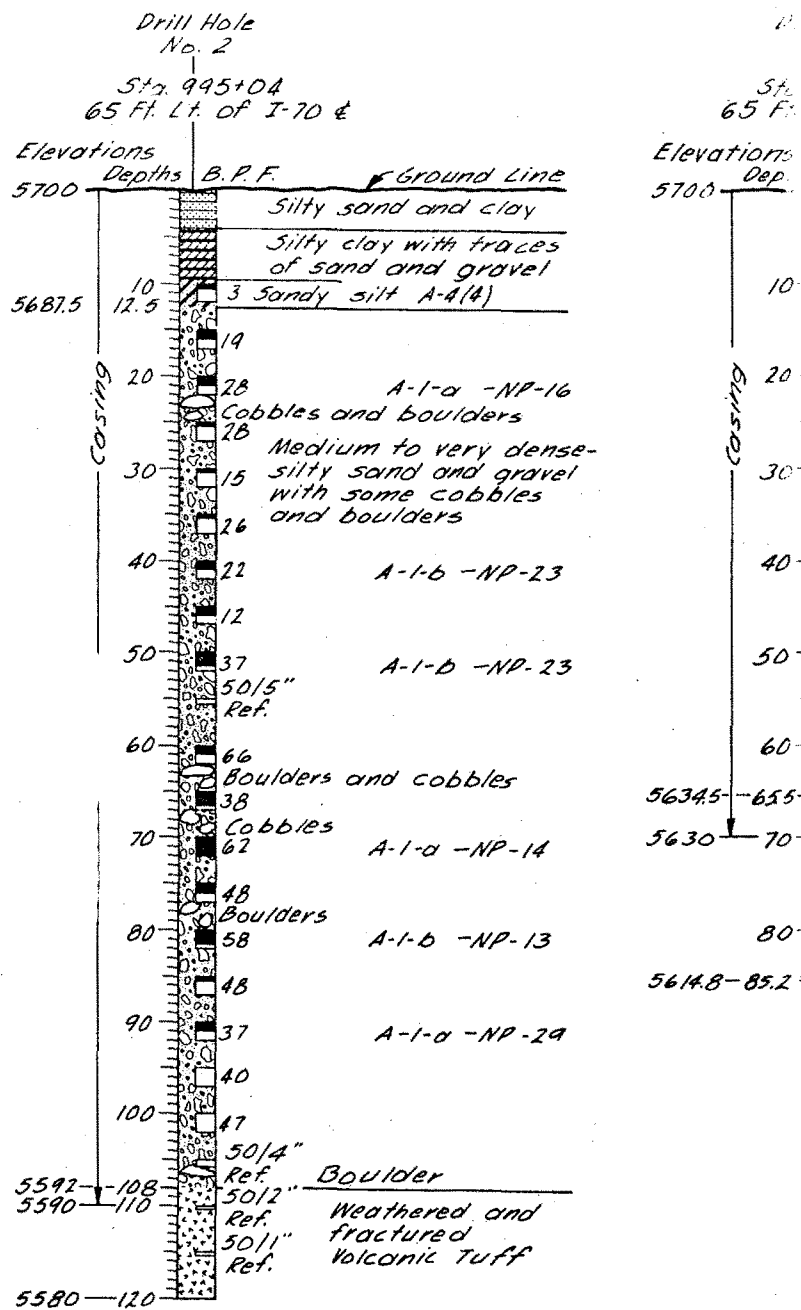 Drill Hole
No. 2
Sta. 995+04
65 Ft. Lt. of I-70 ℄
Elevations
Depths B.P.F.
Ground Line
5700
Silty sand and clay
Silty clay with traces
of sand and gravel
10
3 Sandy silt A-4(4)
5687.5 12.5
19
20
28 A-1-a -NP-16
Cobbles and boulders
28
Medium to very dense-
silty sand and gravel
with some cobbles
and boulders
Casing
30
15
26
40
22 A-1-b -NP-23
12
50
37 A-1-b -NP-23
50/5"
Ref.
60
66
Boulders and cobbles
38
Cobbles
70
62 A-1-a -NP-14
48
Boulders
80
58 A-1-b -NP-13
48
90
37 A-1-a -NP-29
40
100
47
50/4"
Ref. Boulder
5592 108
50/2"
5590 110
Ref.
Weathered and
fractured
Volcanic Tuff
50/1"
Ref.
5580 120
65 F
Elevations
Dep.
5700
10
20
Casing
30
40
50
60
5634.5 65.5
5630 70
80
5614.8 85.2